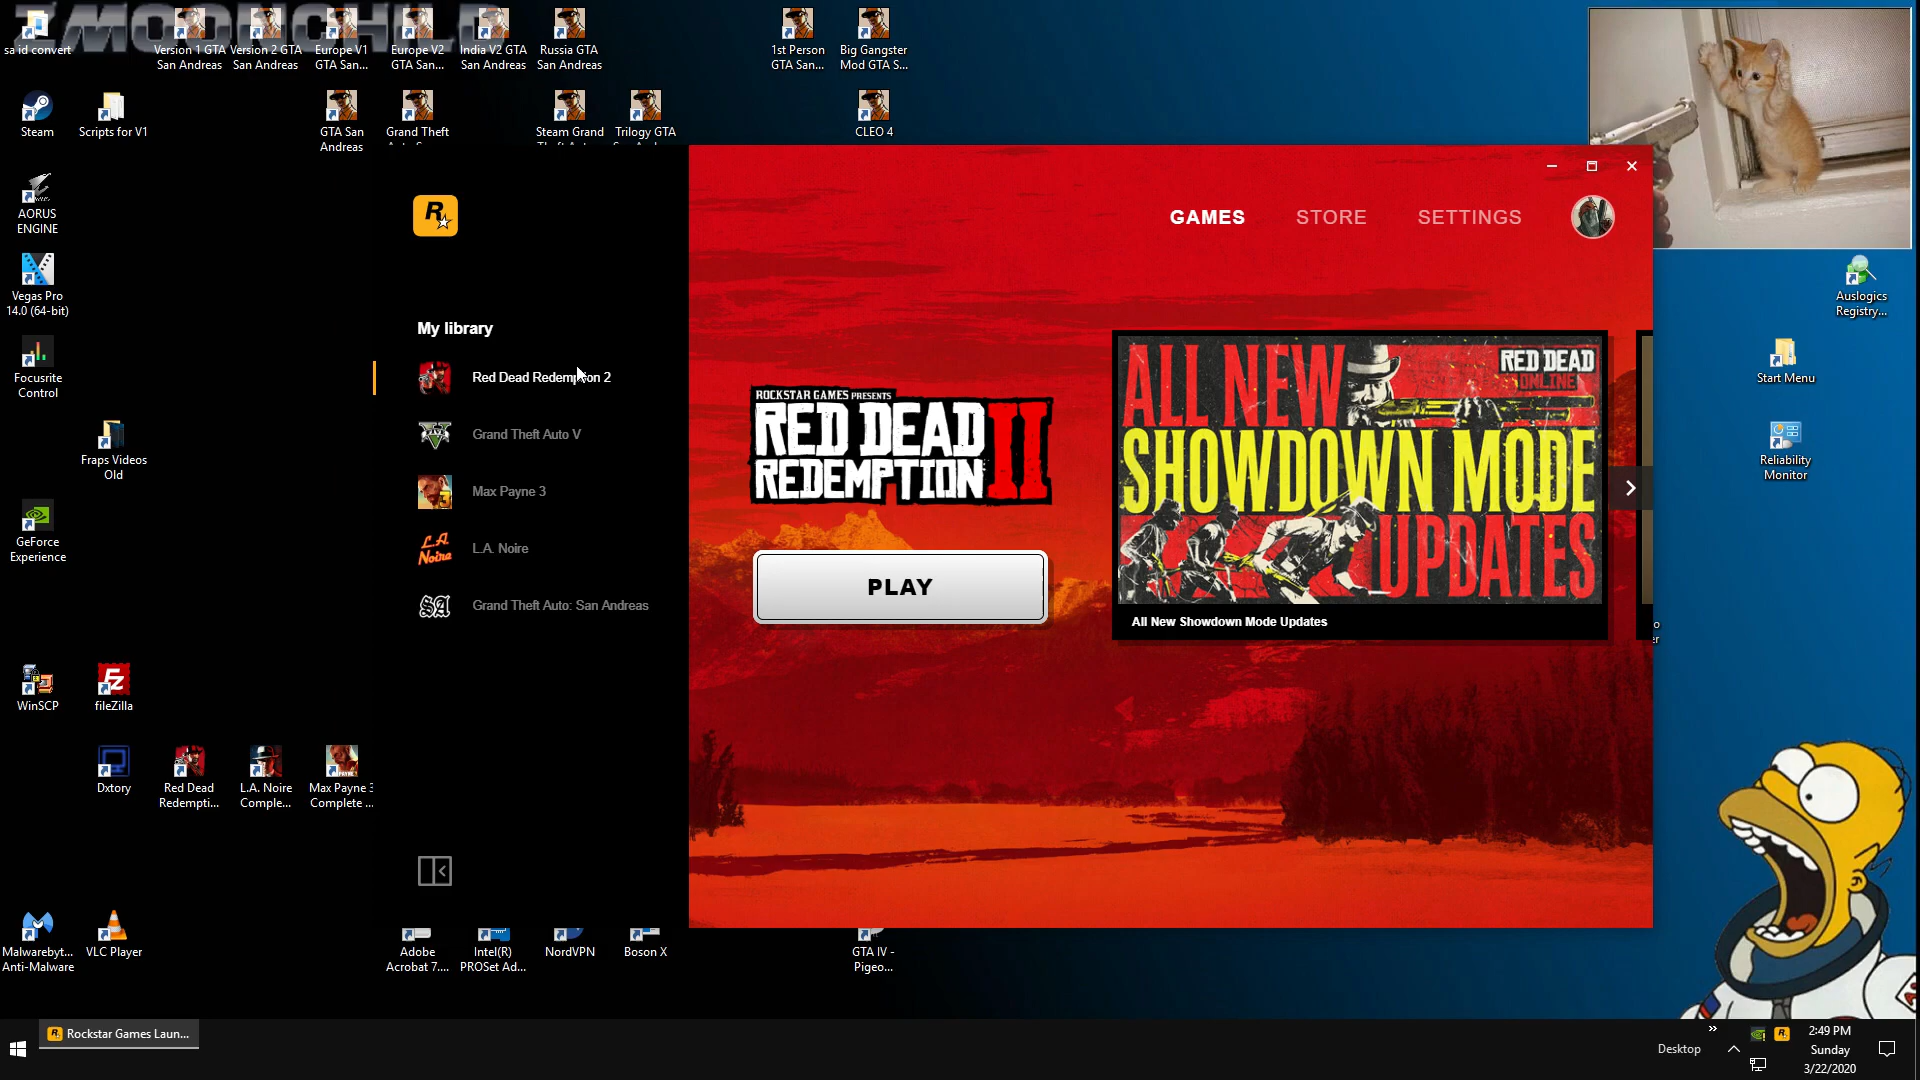 ZMOONCHILD
sa id convert
Version 1 GTA
San Andreas
Version 2 GTA
San Andreas
Europe V1
GTA San...
Europe V2
GTA San...
India V2 GTA
San Andreas
Russia GTA
San Andreas
1st Person
GTA San...
Big Gangster
Mod GTA S...
Steam
Scripts for V1
GTA San
Andreas
Grand Theft
Steam Grand
Trilogy GTA
CLEO 4
AORUS
ENGINE
Vegas Pro
14.0 (64-bit)
Focusrite
Control
Fraps Videos
Old
GeForce
Experience
WinSCP
fileZilla
Dxtory
Red Dead
Redempti...
L.A. Noire
Comple...
Max Payne 3
Complete ...
Malwarebyt...
Anti-Malware
VLC Player
Adobe
Acrobat 7....
Intel(R)
PROSet Ad...
NordVPN
Boson X
GTA IV -
Pigeo...
Auslogics
Registry...
Start Menu
Reliability
Monitor
R
My library
Red Dead Redemption 2
V
Grand Theft Auto V
3
Max Payne 3
L.A.
Noire
L.A. Noire
SA
Grand Theft Auto: San Andreas
GAMES
STORE
SETTINGS
ROCKSTAR GAMES PRESENTS
RED DEAD
REDEMPTION II
PLAY
RED DEAD
ONLINE
ALL NEW
SHOWDOWN MODE
UPDATES
All New Showdown Mode Updates
Rockstar Games Laun...
Desktop
2:49 PM
Sunday
3/22/2020